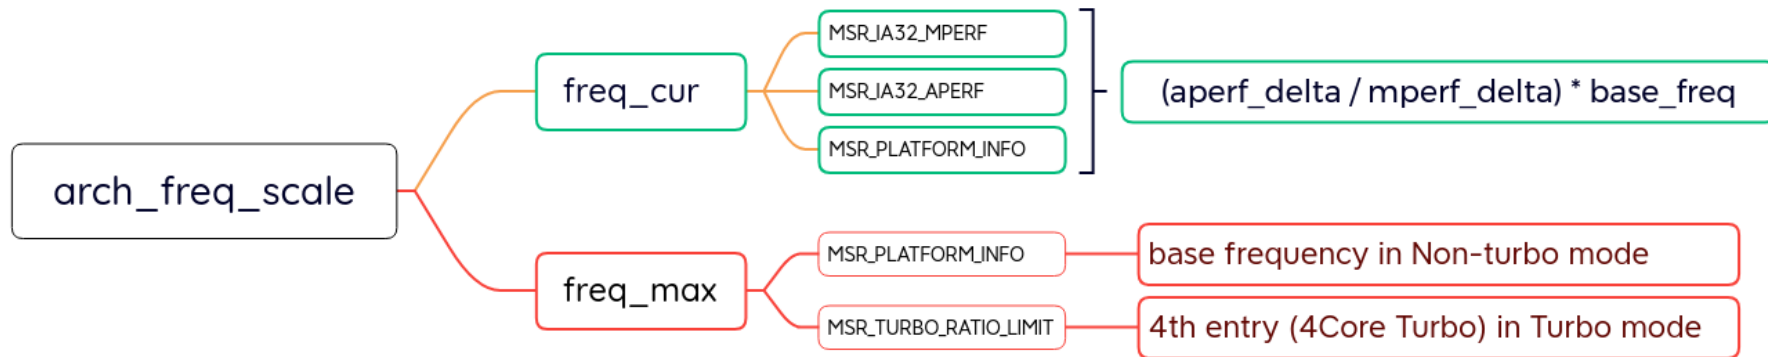 arch_freq_scale
freq_cur
MSR_IA32_MPERF
MSR_IA32_APERF
MSR_PLATFORM_INFO
(aperf_delta / mperf_delta) * base_freq
freq_max
MSR_PLATFORM_INFO
base frequency in Non-turbo mode
MSR_TURBO_RATIO_LIMIT
4th entry (4Core Turbo) in Turbo mode